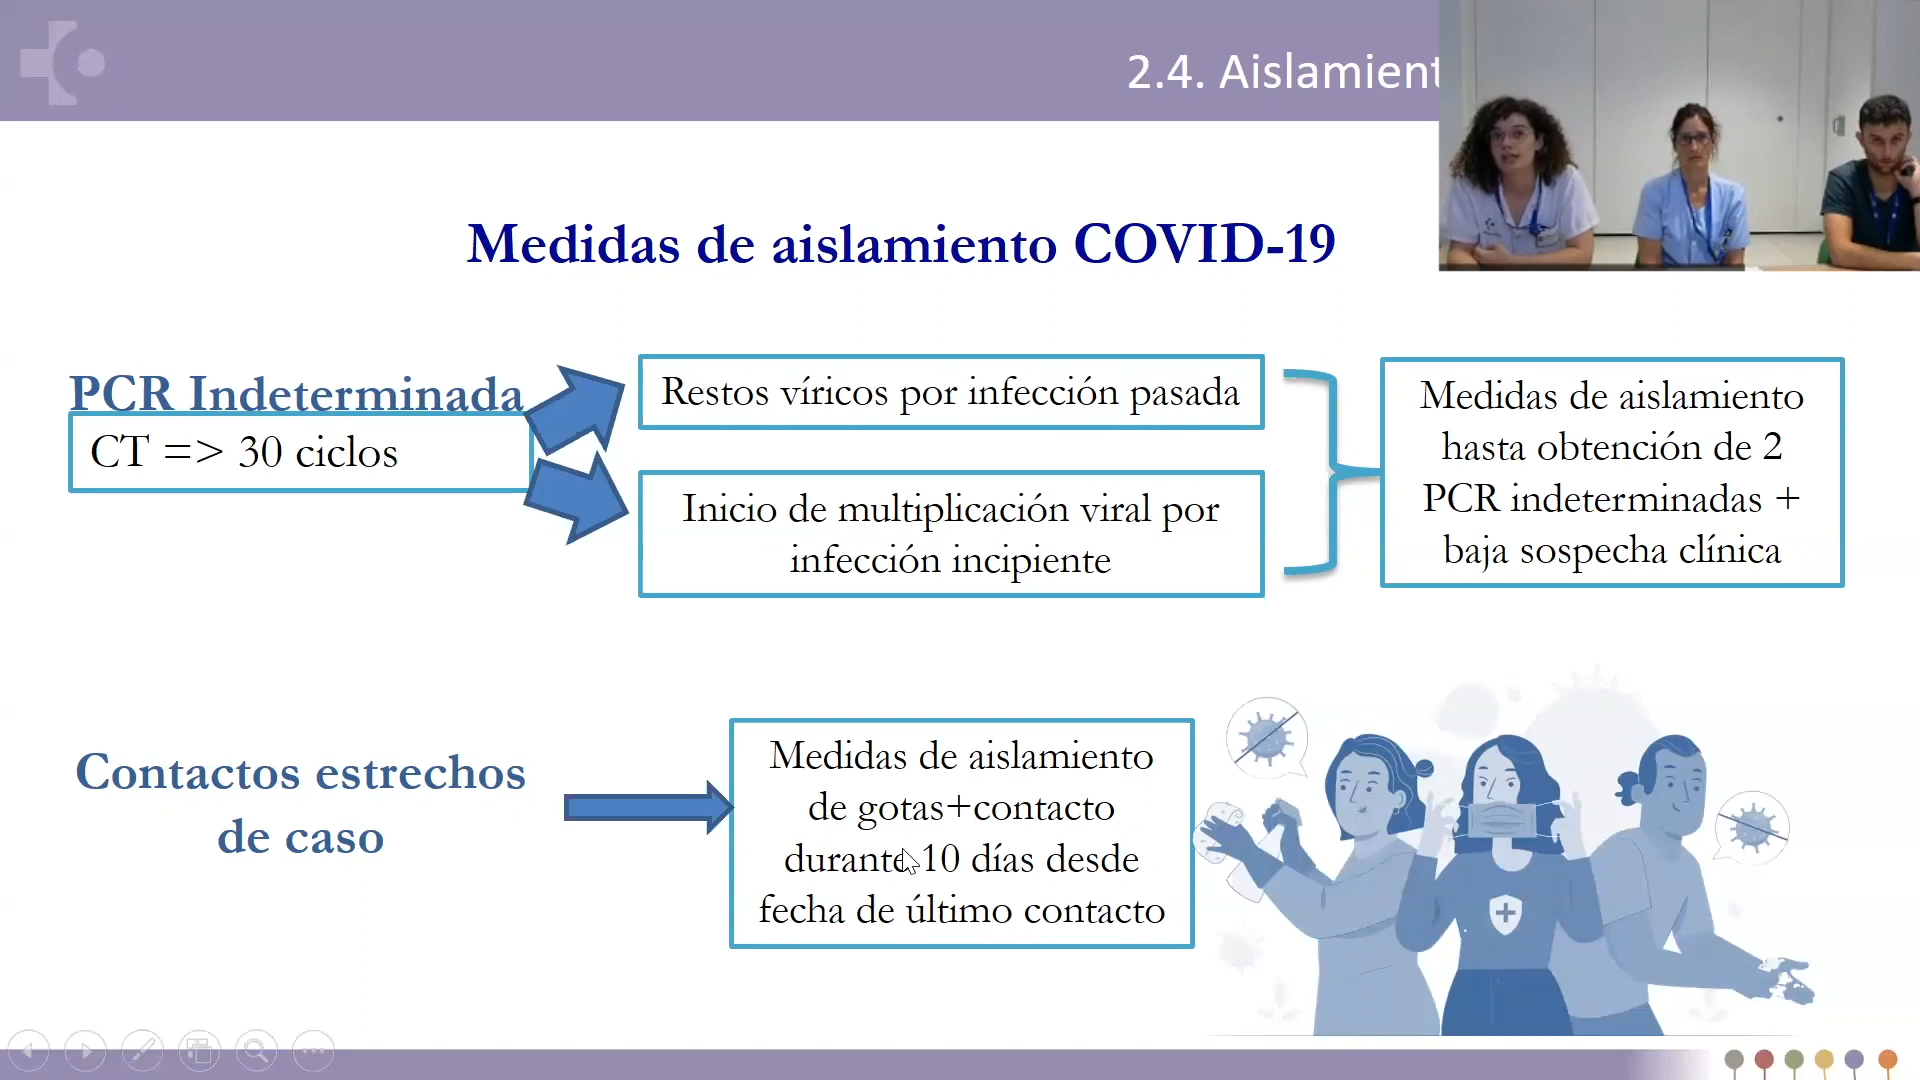 2.4. Aislamient
Medidas de aislamiento COVID-19
PCR Indeterminada
CT => 30 ciclos
Restos víricos por infección pasada
Inicio de multiplicación viral por
infección incipiente
Medidas de aislamiento
hasta obtención de 2
PCR indeterminadas +
baja sospecha clínica
Contactos estrechos
de caso
Medidas de aislamiento
de gotas+contacto
durante 10 días desde
fecha de último contacto